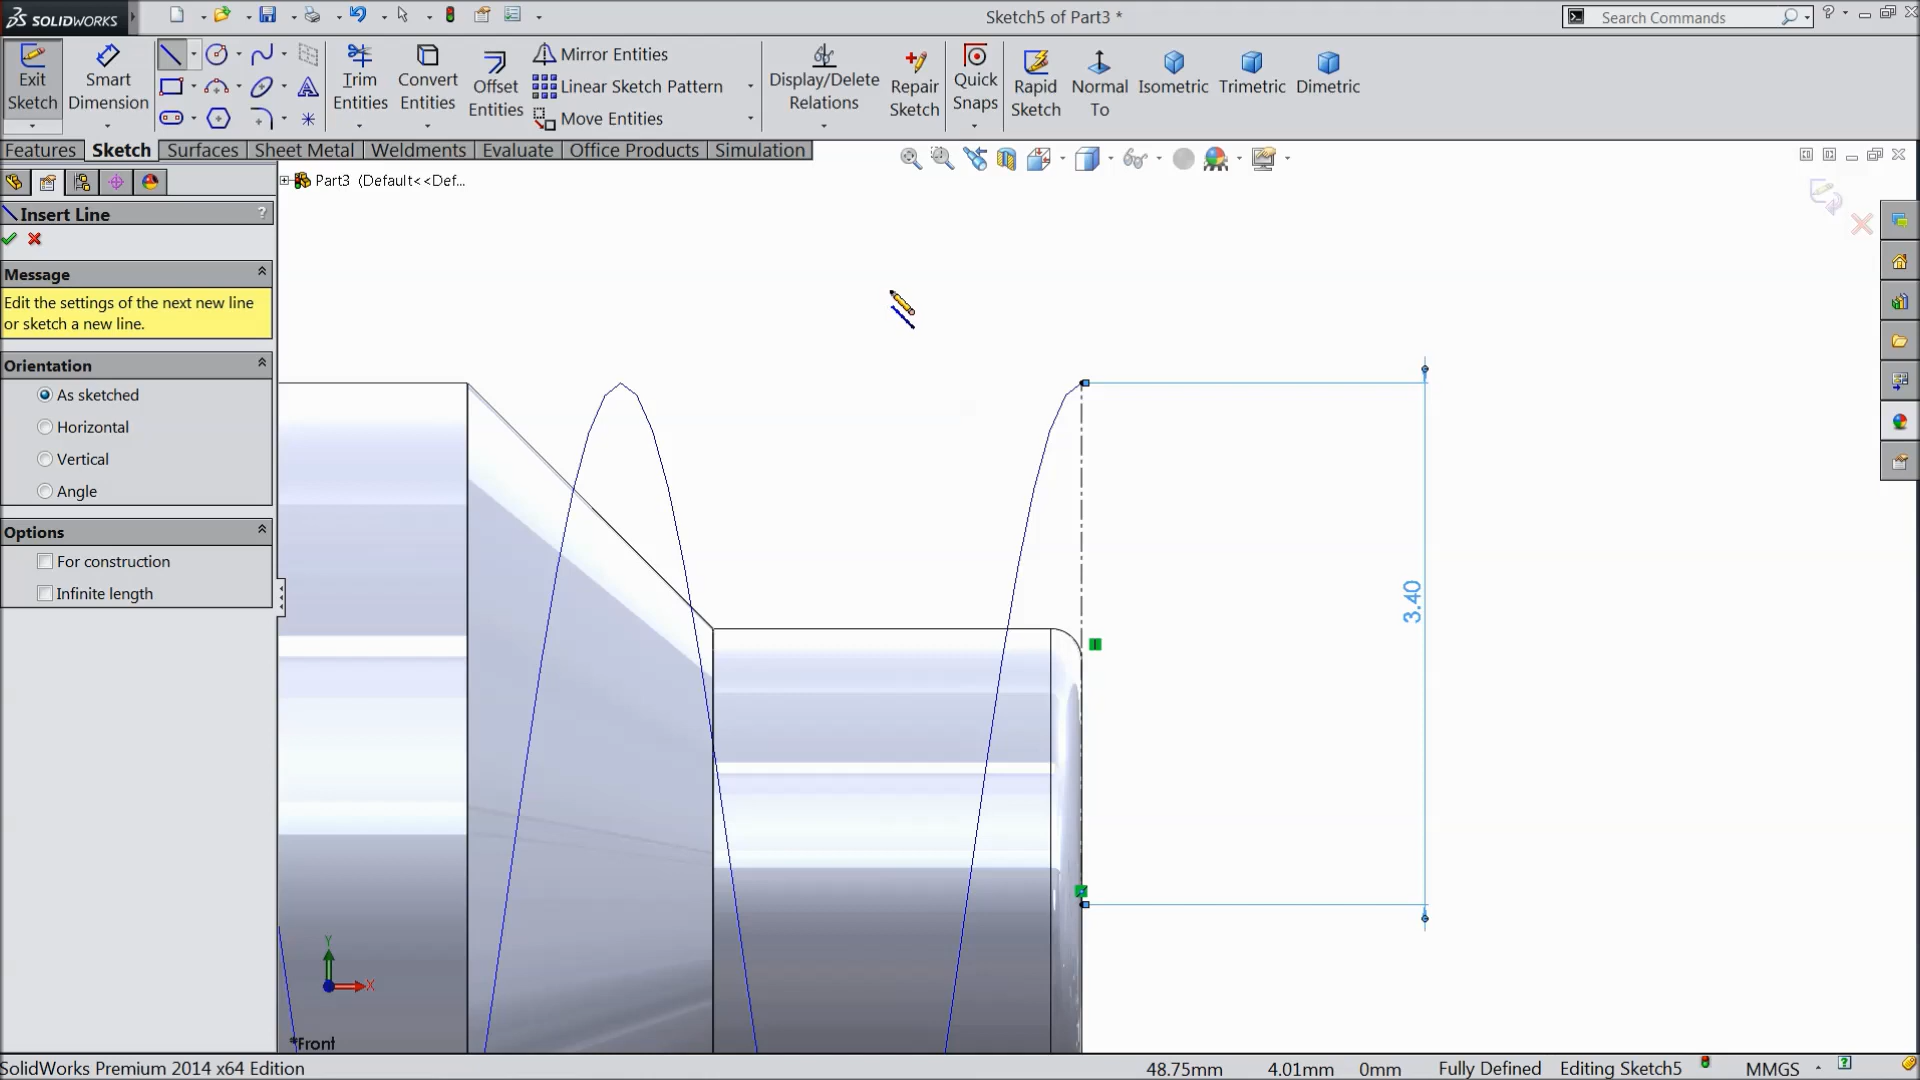 SOLIDWORKS
Sketch5 of Part3 *
Search Commands
Exit Sketch
Smart Dimension
Trim Entities
Convert Entities
Offset Entities
Mirror Entities
Linear Sketch Pattern
Move Entities
Display/Delete Relations
Repair Sketch
Quick Snaps
Rapid Sketch
Normal To
Isometric
Trimetric
Dimetric
Features
Sketch
Surfaces
Sheet Metal
Weldments
Evaluate
Office Products
Simulation
Part3 (Default<<Def...
Insert Line
?
Message
Edit the settings of the next new line
or sketch a new line.
Orientation
As sketched
Horizontal
Vertical
Angle
Options
For construction
Infinite length
3.40
Y
X
*Front
SolidWorks Premium 2014 x64 Edition
48.75mm
4.01mm
0mm
Fully Defined
Editing Sketch5
MMGS